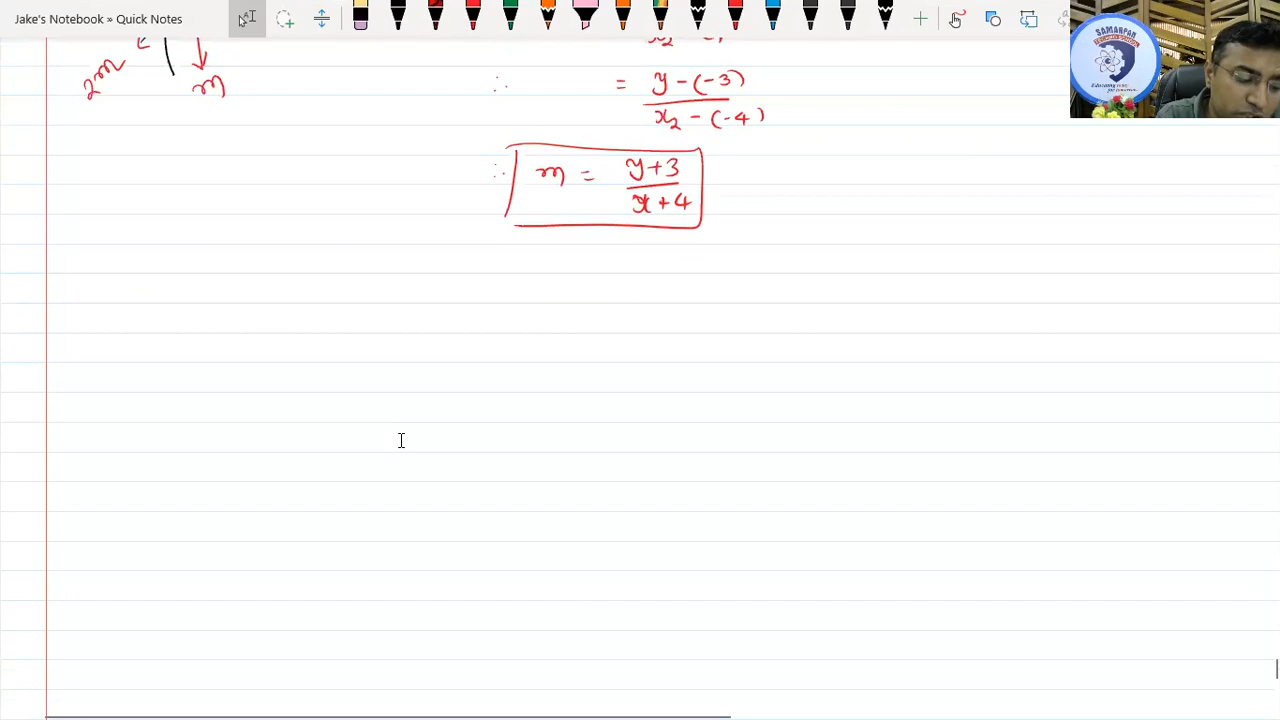 Jake's Notebook » Quick Notes
SAMARPAN
2m
m
∴ = y - (-3)
x₂ - (-4)
∴ m = y+3
x+4